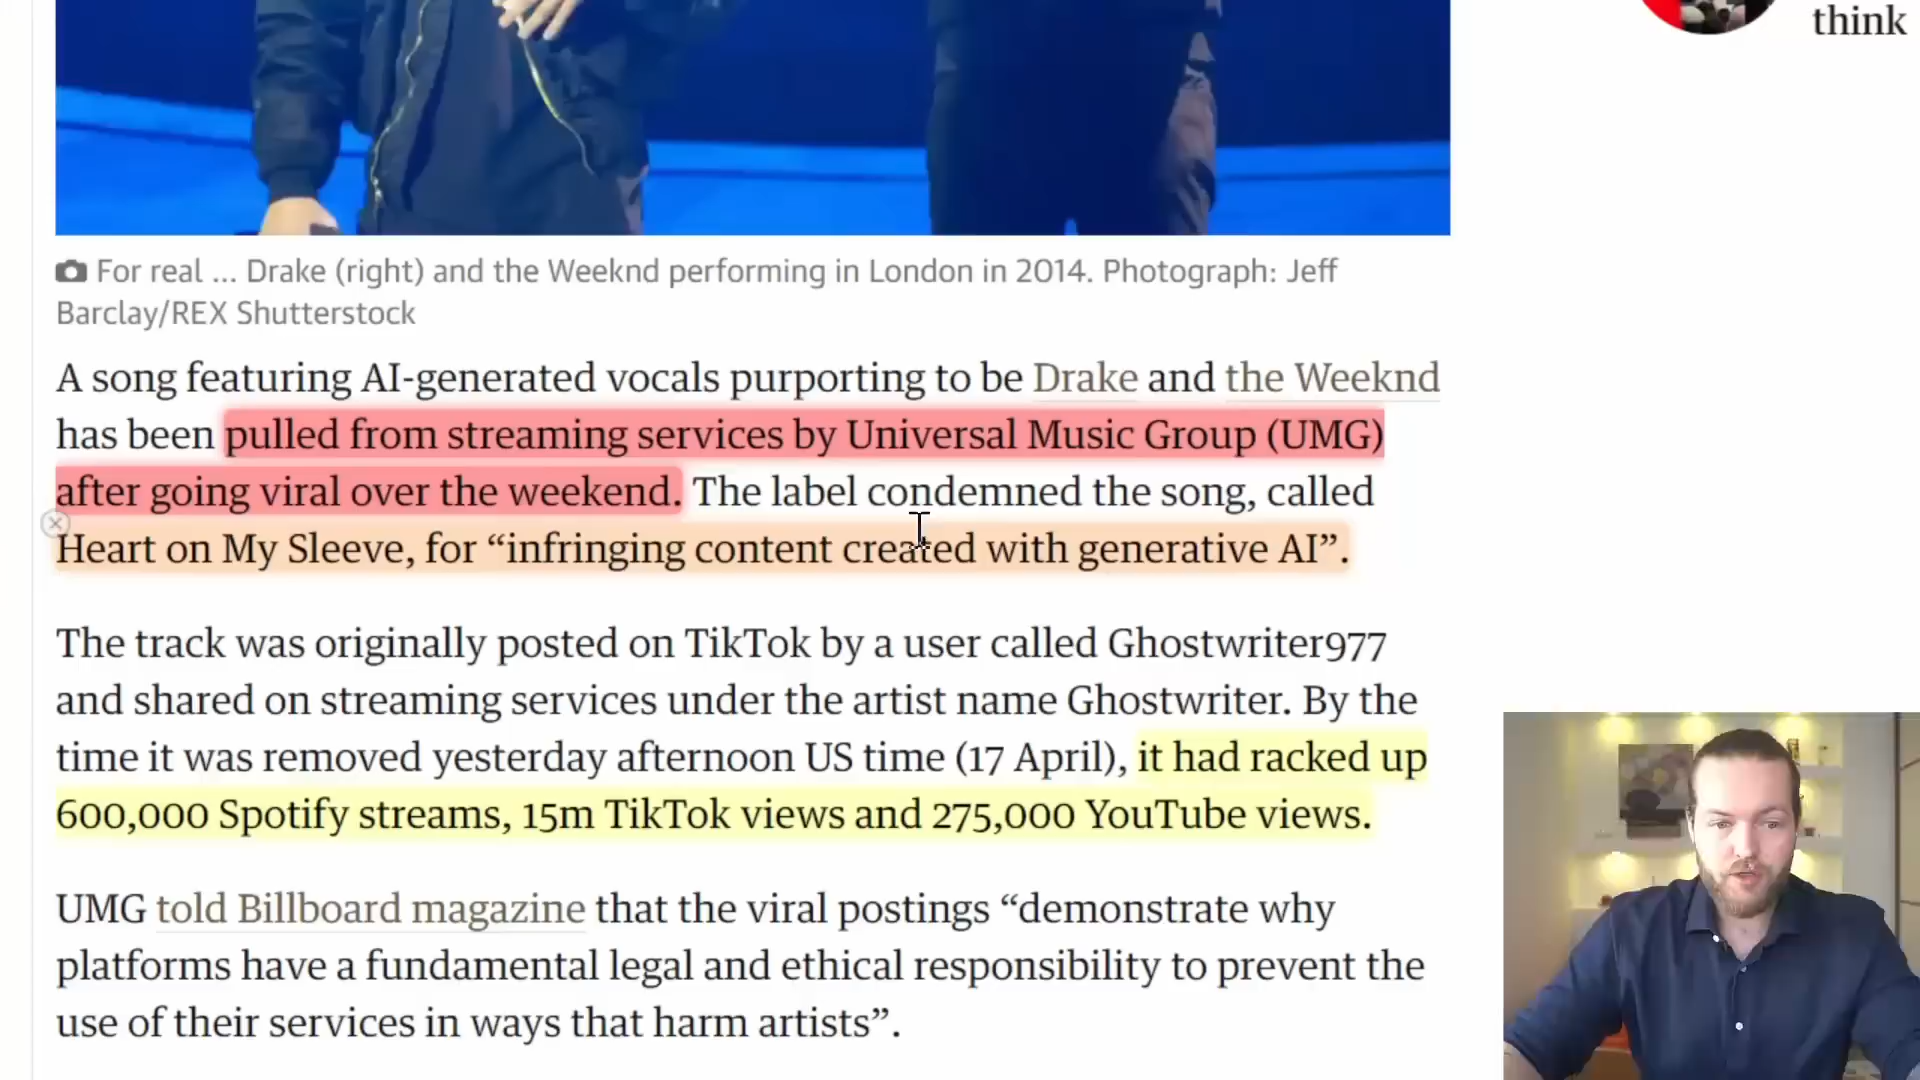 think
For real ... Drake (right) and the Weeknd performing in London in 2014. Photograph: Jeff
Barclay/REX Shutterstock
A song featuring AI-generated vocals purporting to be Drake and the Weeknd
has been pulled from streaming services by Universal Music Group (UMG)
after going viral over the weekend. The label condemned the song, called
Heart on My Sleeve, for “infringing content created with generative AI”.
The track was originally posted on TikTok by a user called Ghostwriter977
and shared on streaming services under the artist name Ghostwriter. By the
time it was removed yesterday afternoon US time (17 April), it had racked up
600,000 Spotify streams, 15m TikTok views and 275,000 YouTube views.
UMG told Billboard magazine that the viral postings “demonstrate why
platforms have a fundamental legal and ethical responsibility to prevent the
use of their services in ways that harm artists”.